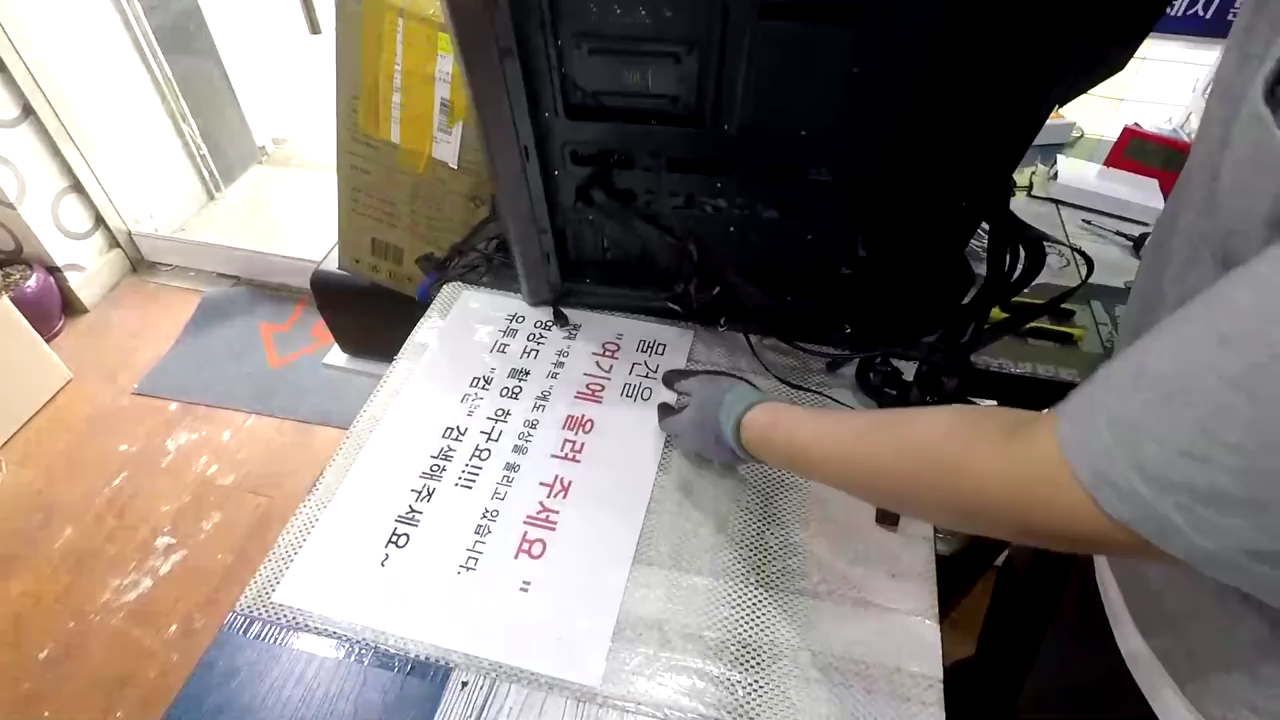 물건을
"여기에 올려 주세요"
현재 "유튜브"에도 영상을 올리고 있습니다.
영상도 촬영 하구요!!!!
유튜브 "컴신" 검색해주세요~